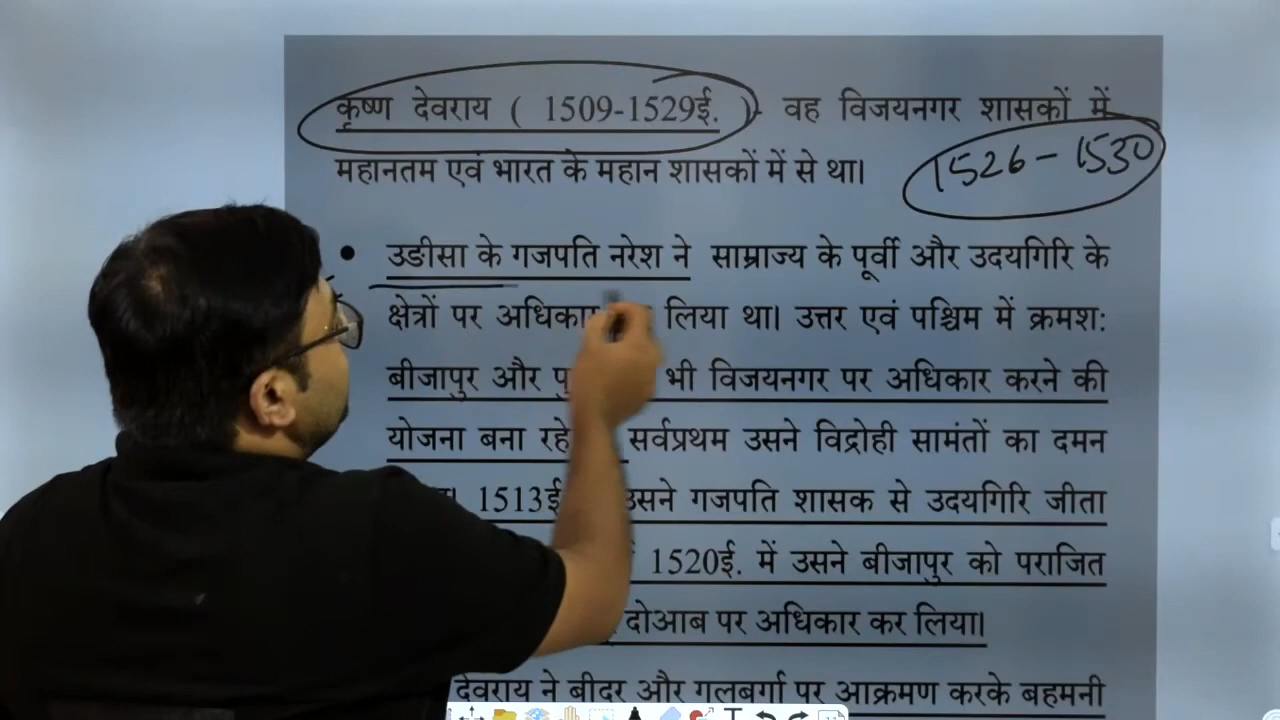 कृष्ण देवराय ( 1509-1529ई. )- वह विजयनगर शासकों में
महानतम एवं भारत के महान शासकों में से था।
1526 - 1530
• उडीसा के गजपति नरेश ने साम्राज्य के पूर्वी और उदयगिरि के
क्षेत्रों पर लिया था। उत्तर एवं पश्चिम में क्रमश:
बीजापुर और भी विजयनगर पर अधिकार करने की
योजना बना रहे सर्वप्रथम उसने विद्रोही सामंतों का दमन
1513ई उसने गजपति शासक से उदयगिरि जीता
1520ई. में उसने बीजापुर को पराजित
दोआब पर अधिकार कर लिया।
देवराय ने बीदर और गुलबर्गा पर आक्रमण करके बहमनी